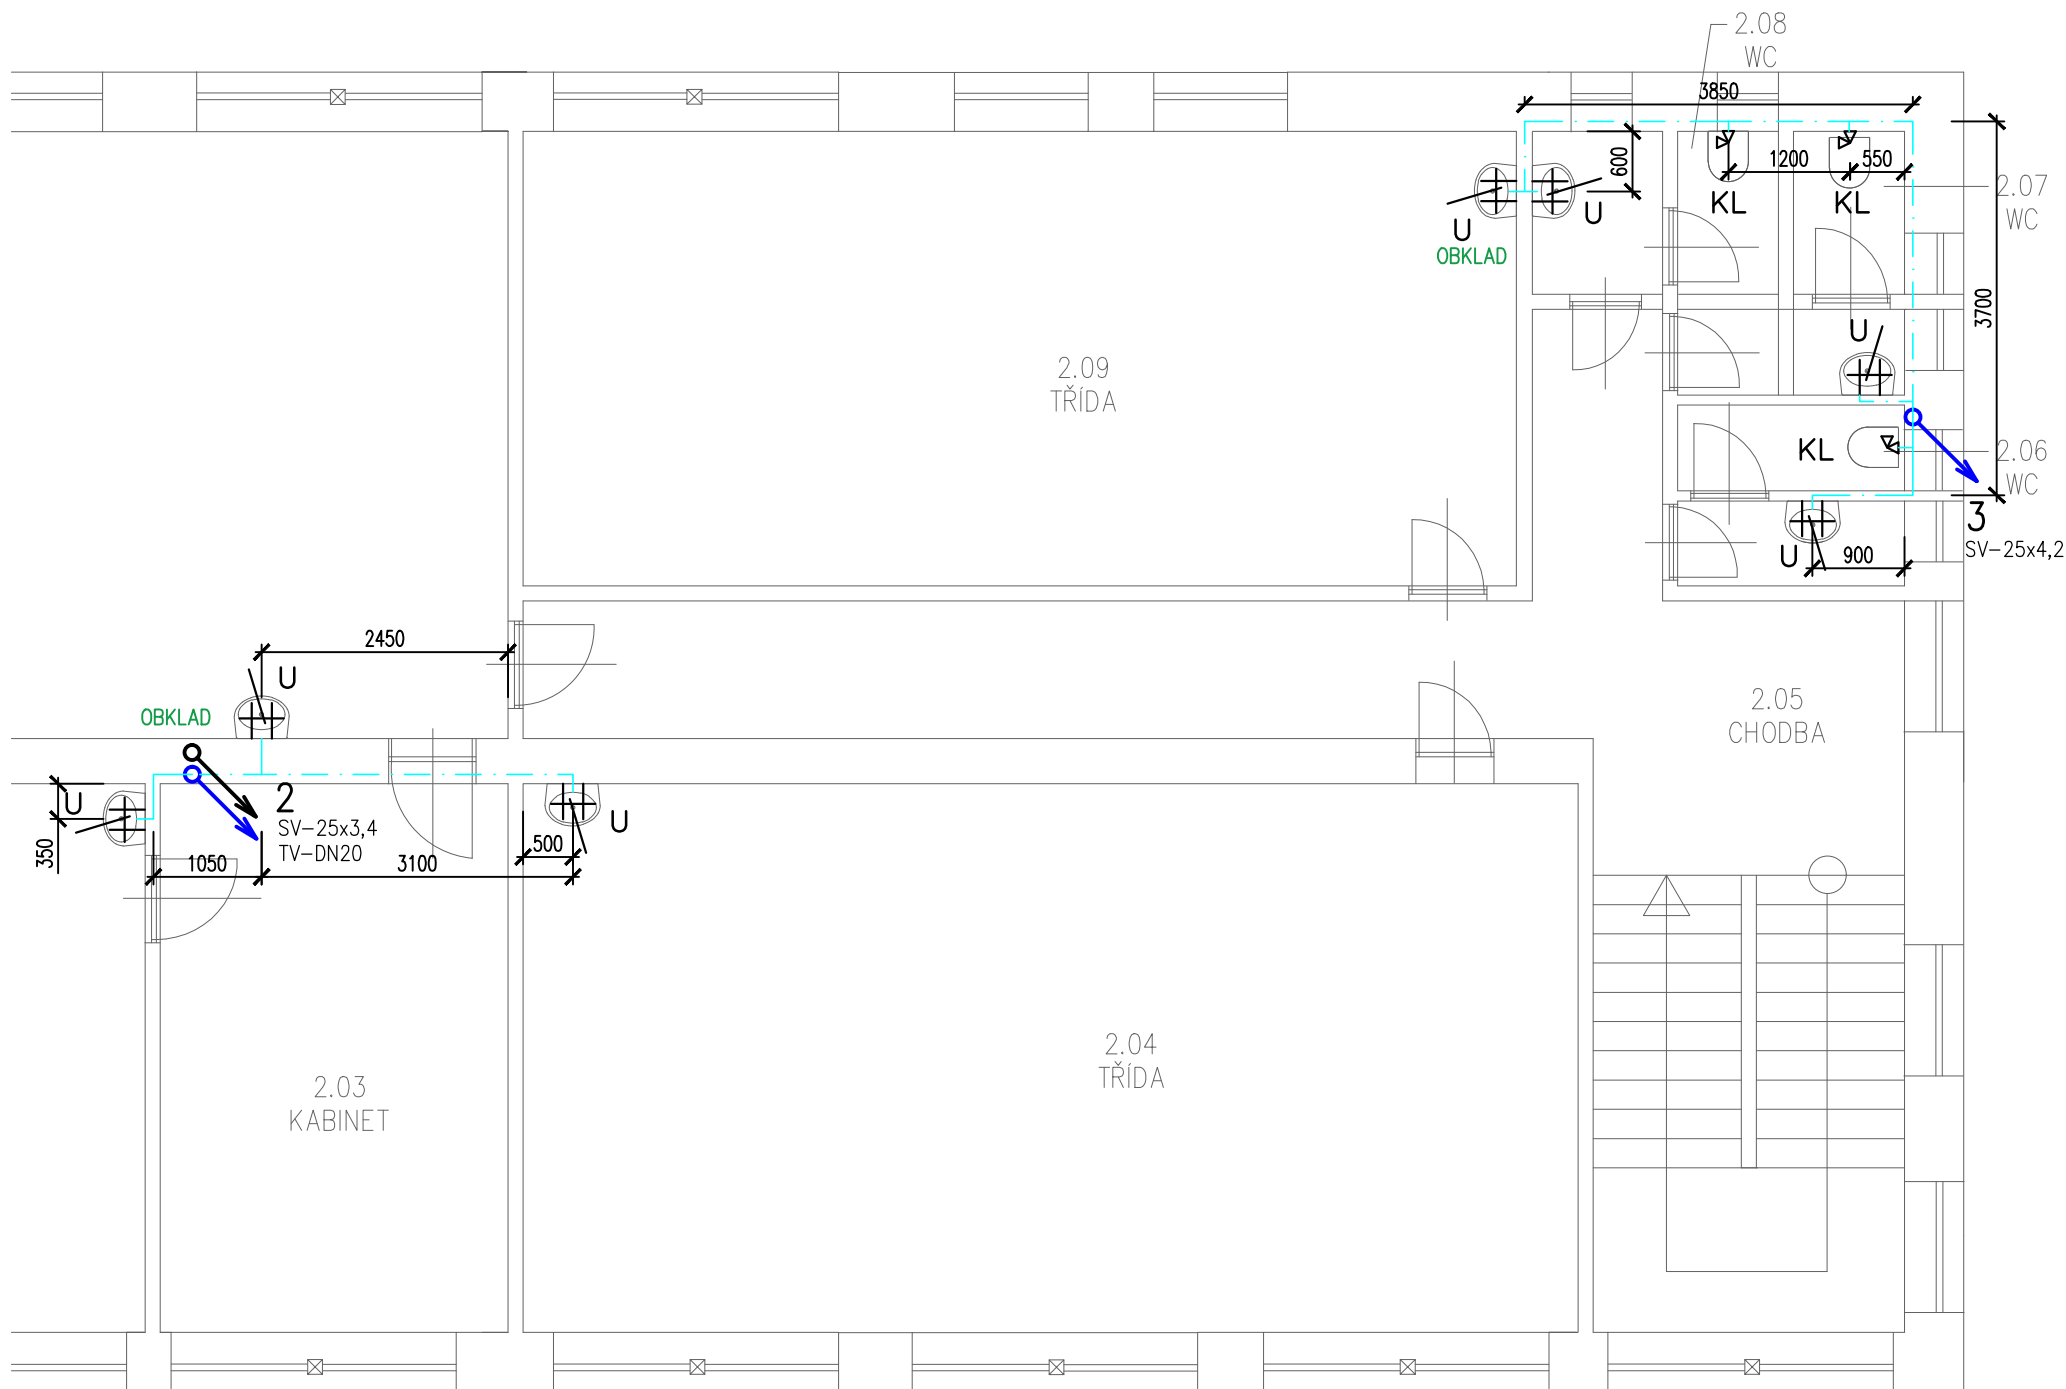 2.08
WC
3850
600
1200
550
2.07
WC
KL
KL
U
U
OBKLAD
3700
U
2.09
TŘÍDA
KL
2.06
WC
3
SV-25x4,2
U
900
2450
U
OBKLAD
2.05
CHODBA
U
2
SV-25x3,4
TV-DN20
U
350
500
1050
3100
2.04
TŘÍDA
2.03
KABINET